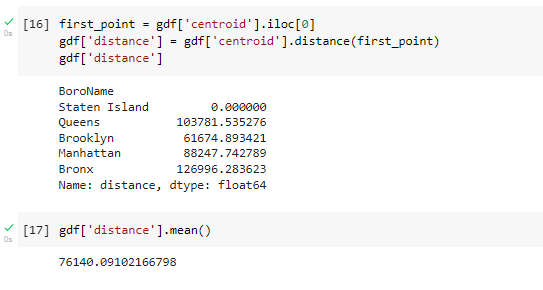 [16] first_point = gdf['centroid'].iloc[0]
gdf['distance'] = gdf['centroid'].distance(first_point)
gdf['distance']
0s
BoroName
Staten Island 0.000000
Queens 103781.535276
Brooklyn 61674.893421
Manhattan 88247.742789
Bronx 126996.283623
Name: distance, dtype: float64
[17] gdf['distance'].mean()
0s
76140.09102166798